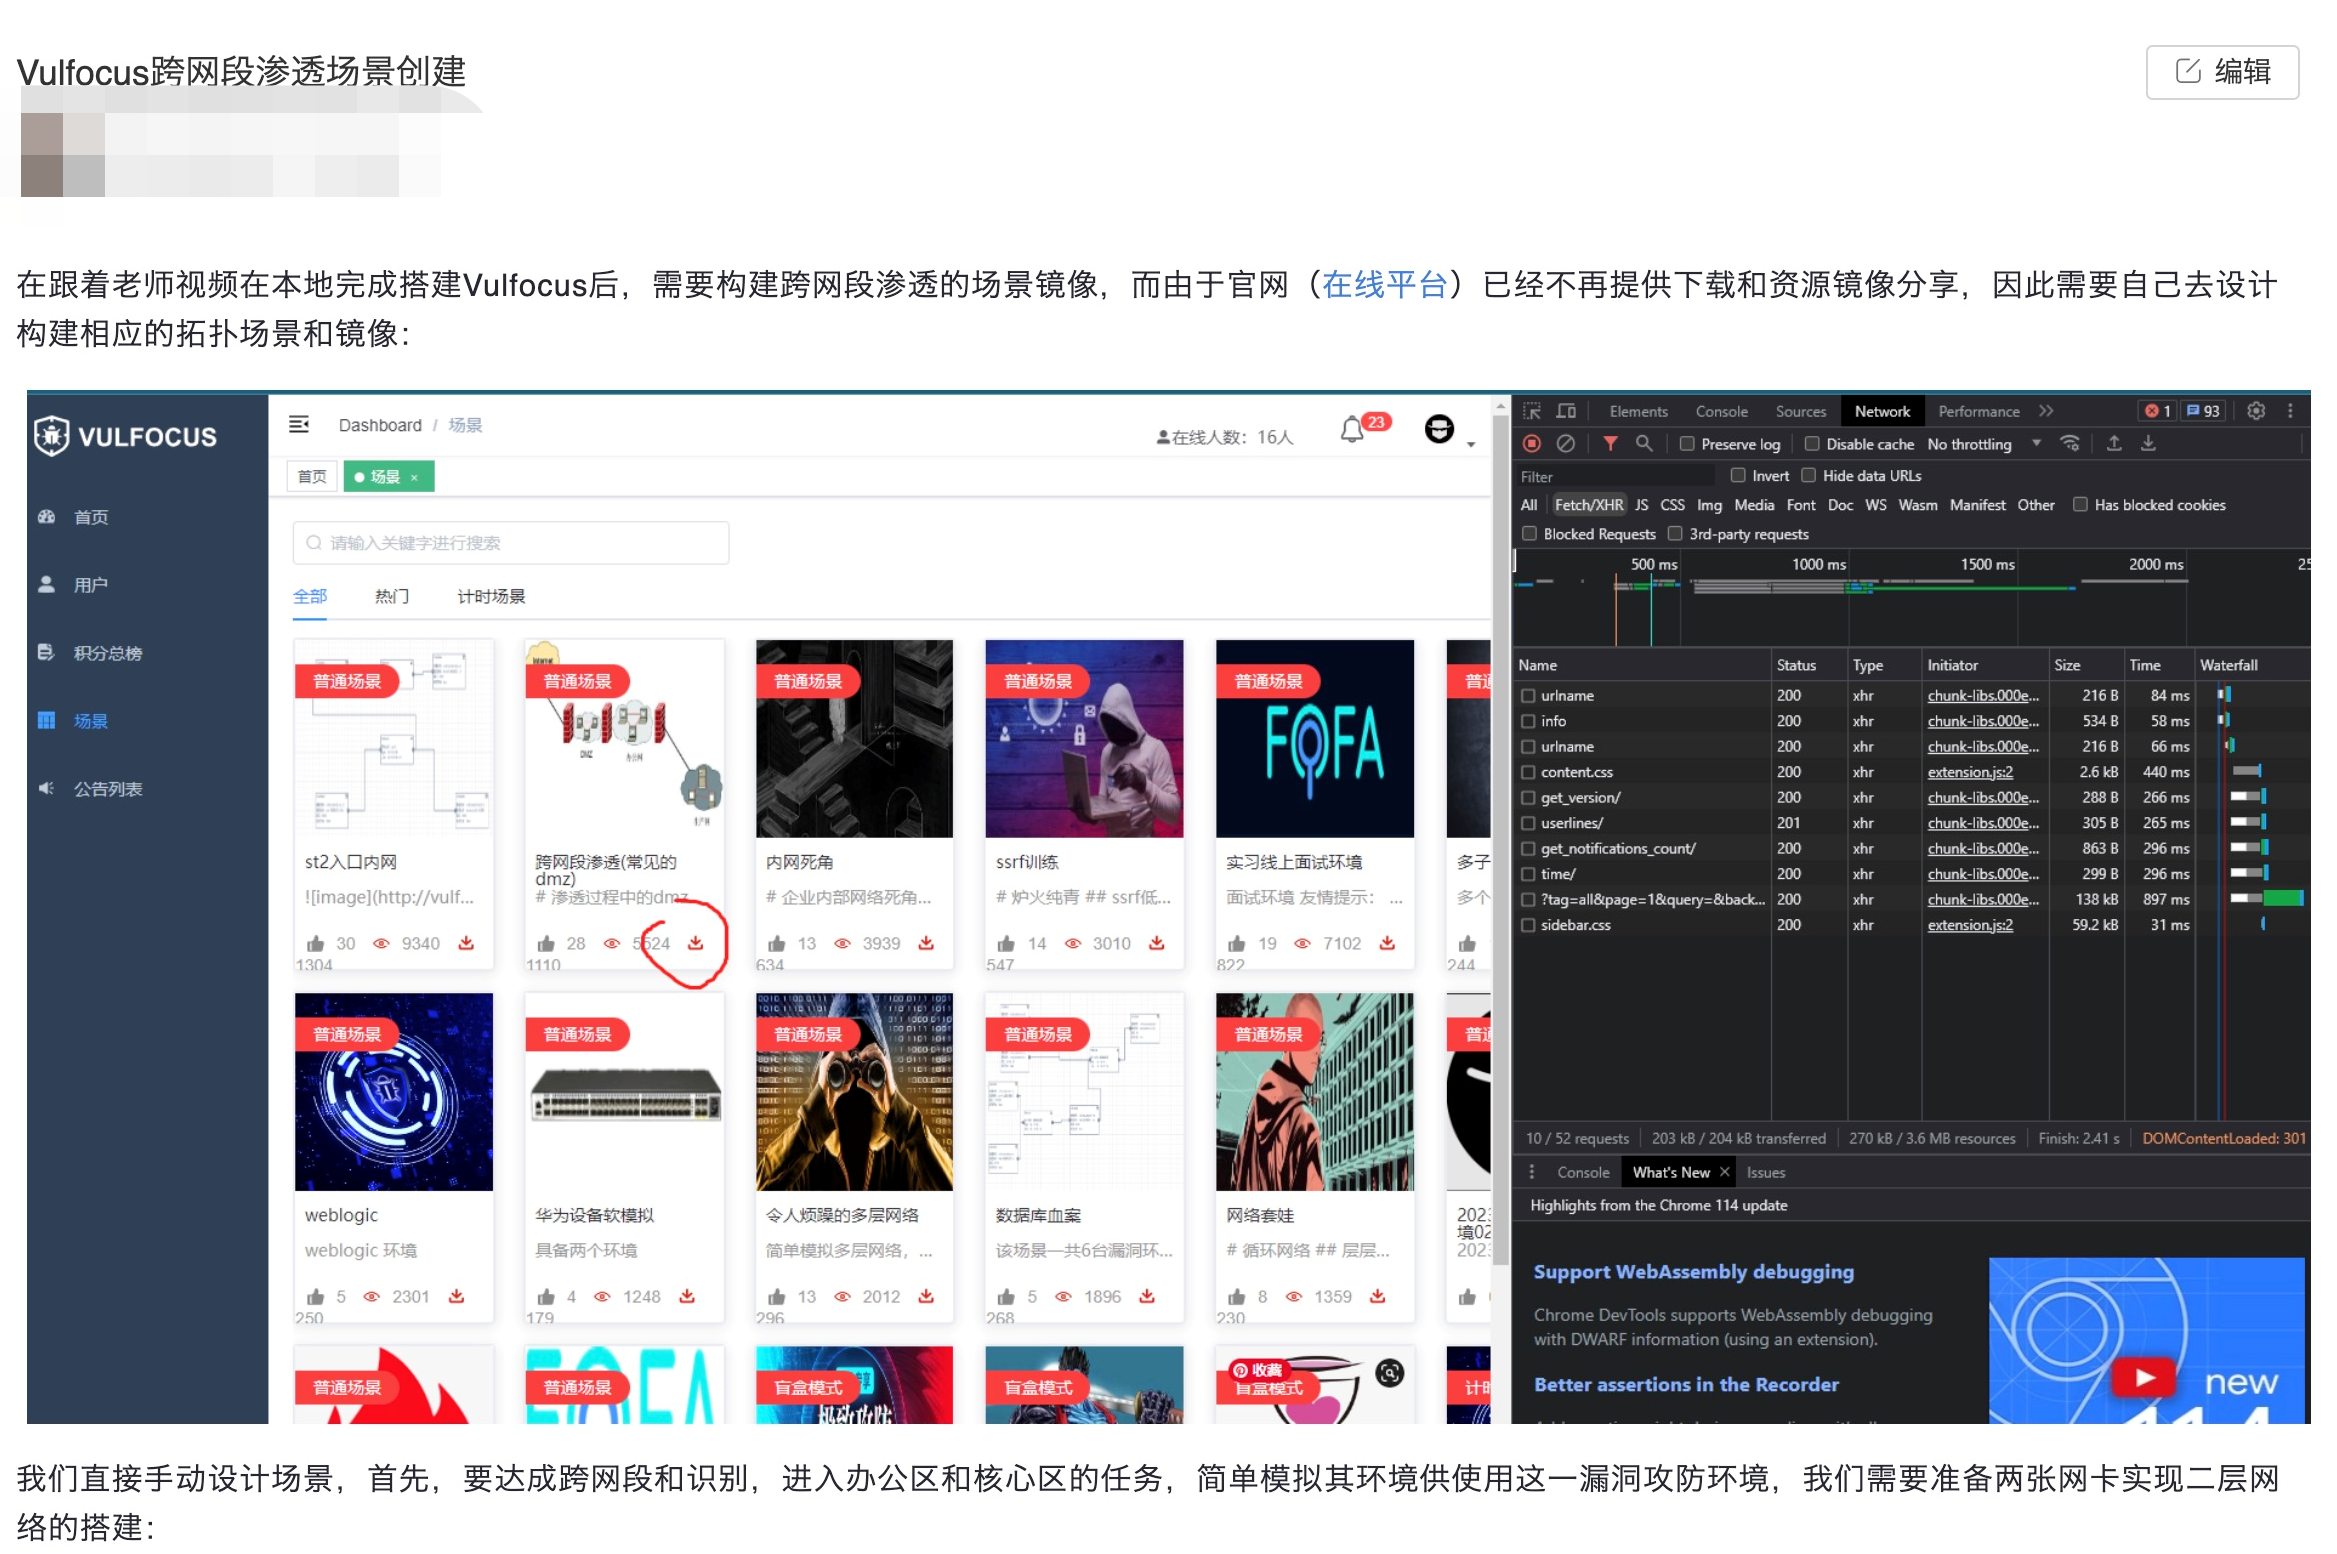 Vulfocus跨网段渗透场景创建
编辑
在跟着老师视频在本地完成搭建Vulfocus后，需要构建跨网段渗透的场景镜像，而由于官网（在线平台）已经不再提供下载和资源镜像分享，因此需要自己去设计
构建相应的拓扑场景和镜像：
VULFOCUS
首页
用户
积分总榜
场景
公告列表
Dashboard / 场景
在线人数：16人
23
首页
场景 ×
请输入关键字进行搜索
全部 热门 计时场景
普通场景 普通场景 普通场景 普通场景 普通场景
DMZ
FOFA
st2入口内网
![image](http://vulf...
30 9340
1304
跨网段渗透(常见的
dmz)
# 渗透过程中的dmz
28 5524
1110
内网死角
# 企业内部网络死角...
13 3939
634
ssrf训练
# 炉火纯青 ## ssrf低...
14 3010
547
实习线上面试环境
面试环境 友情提示： ...
19 7102
822
多子
多个
244
普通场景 普通场景 普通场景 普通场景 普通场景
weblogic
weblogic 环境
5 2301
250
华为设备软模拟
具备两个环境
4 1248
179
令人烦躁的多层网络
简单模拟多层网络，...
13 2012
296
数据库血案
该场景一共6台漏洞环...
5 1896
268
网络套娃
# 循环网络 ## 层层...
8 1359
230
普通场景 普通场景 盲盒模式 盲盒模式 盲盒模式
收藏
Elements Console Sources Network Performance
1 93
Preserve log Disable cache No throttling
Filter Invert Hide data URLs
All Fetch/XHR JS CSS Img Media Font Doc WS Wasm Manifest Other Has blocked cookies
Blocked Requests 3rd-party requests
500 ms 1000 ms 1500 ms 2000 ms
Name Status Type Initiator Size Time Waterfall
urlname 200 xhr chunk-libs.000e... 216 B 84 ms
info 200 xhr chunk-libs.000e... 534 B 58 ms
urlname 200 xhr chunk-libs.000e... 216 B 66 ms
content.css 200 xhr extension.js:2 2.6 kB 440 ms
get_version/ 200 xhr chunk-libs.000e... 288 B 266 ms
userlines/ 201 xhr chunk-libs.000e... 305 B 265 ms
get_notifications_count/ 200 xhr chunk-libs.000e... 863 B 296 ms
time/ 200 xhr chunk-libs.000e... 299 B 296 ms
?tag=all&page=1&query=&back... 200 xhr chunk-libs.000e... 138 kB 897 ms
sidebar.css 200 xhr extension.js:2 59.2 kB 31 ms
10 / 52 requests 203 kB / 204 kB transferred 270 kB / 3.6 MB resources Finish: 2.41 s DOMContentLoaded: 301
Console What's New × Issues
Highlights from the Chrome 114 update
Support WebAssembly debugging
Chrome DevTools supports WebAssembly debugging
with DWARF information (using an extension).
Better assertions in the Recorder
new
我们直接手动设计场景，首先，要达成跨网段和识别，进入办公区和核心区的任务，简单模拟其环境供使用这一漏洞攻防环境，我们需要准备两张网卡实现二层网
络的搭建：